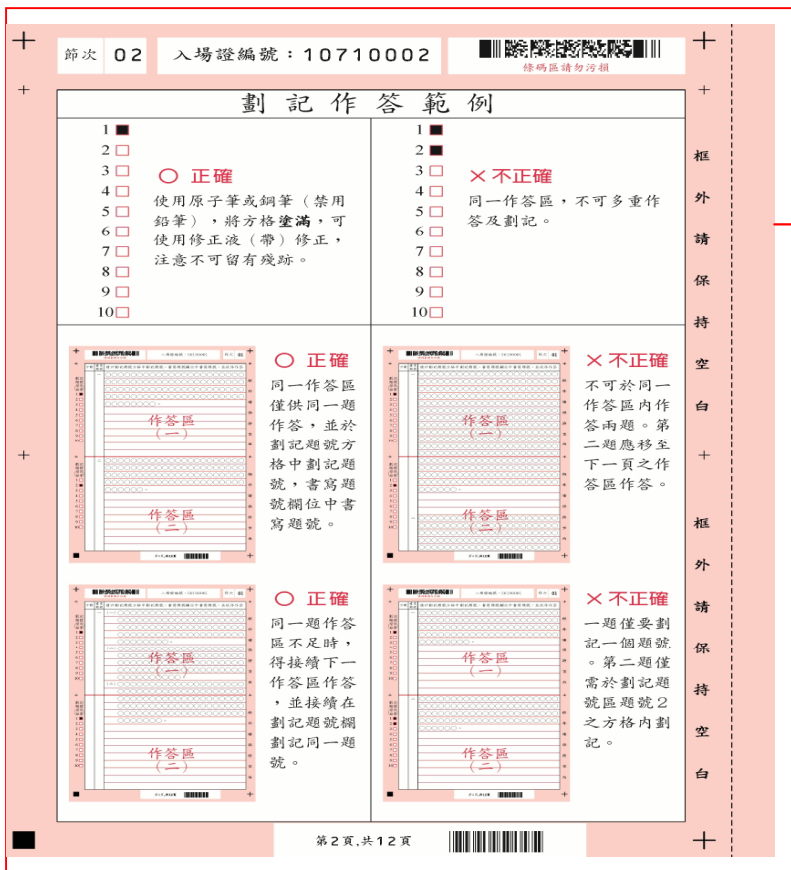 節次 02 入場證編號：10710002
條碼區請勿污損
劃記作答範例
1
2
3
4
5
6
7
8
9
10
○ 正確
使用原子筆或鋼筆（禁用
鉛筆），將方格塗滿，可
使用修正液（帶）修正，
注意不可留有殘跡。
1
2
3
4
5
6
7
8
9
10
×不正確
同一作答區，不可多重作
答及劃記。
作答區
（一）
作答區
（二）
○ 正確
同一作答區
僅供同一題
作答，並於
劃記題號方
格中劃記題
號，書寫題
號欄位中書
寫題號。
作答區
（一）
作答區
（二）
×不正確
不可於同一
作答區內作
答兩題。第
二題應移至
下一頁之作
答區作答。
作答區
（一）
作答區
（二）
○ 正確
同一題作答
區不足時，
得接續下一
作答區作答
，並接續在
劃記題號欄
劃記同一題
號。
作答區
（一）
作答區
（二）
×不正確
一題僅要劃
記一個題號
。第二題僅
需於劃記題
號區題號2
之方格內劃
記。
框外請保持空白
框外請保持空白
第2頁,共12頁